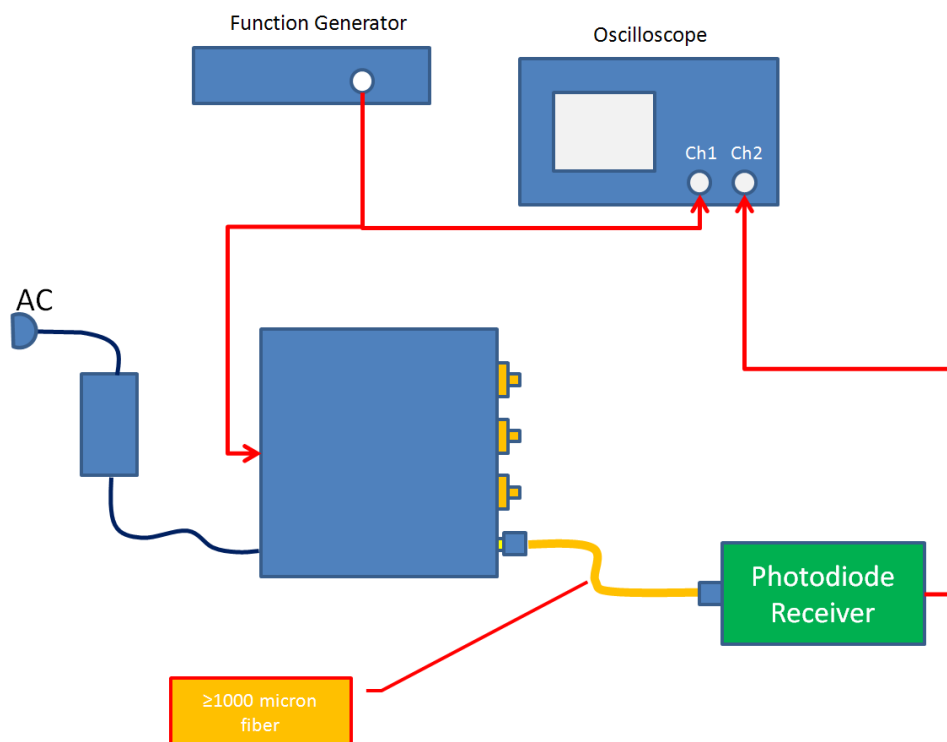 Function Generator
Oscilloscope
Ch1 Ch2
AC
Photodiode
Receiver
≥1000 micron
fiber